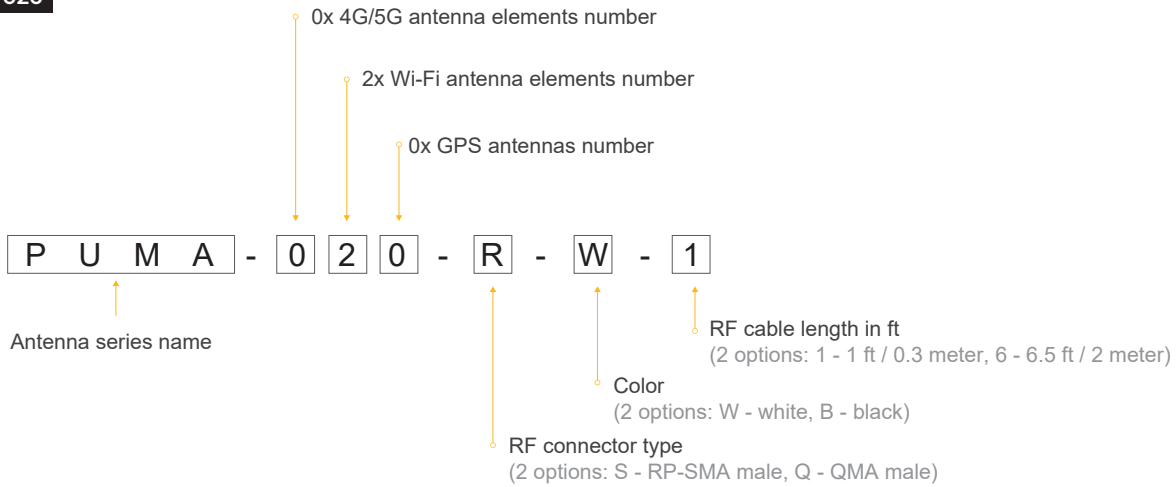 0x 4G/5G antenna elements number
2x Wi-Fi antenna elements number
0x GPS antennas number
P U M A - 0 2 0 - R - W - 1
Antenna series name
RF cable length in ft
(2 options: 1 - 1 ft / 0.3 meter, 6 - 6.5 ft / 2 meter)
Color
(2 options: W - white, B - black)
RF connector type
(2 options: S - RP-SMA male, Q - QMA male)